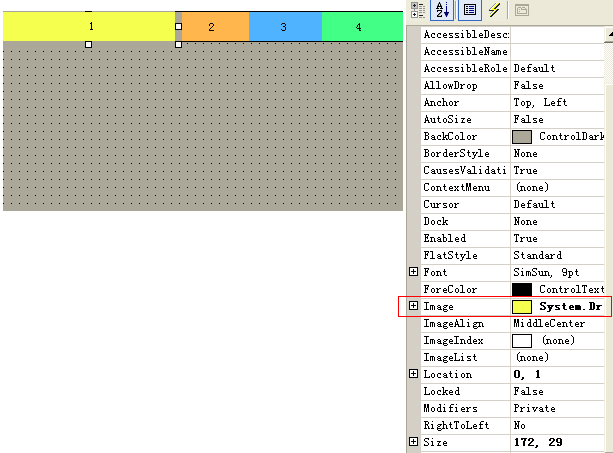 1 2 3 4
AccessibleDesc
AccessibleName
AccessibleRole Default
AllowDrop False
Anchor Top, Left
AutoSize False
BackColor ControlDark
BorderStyle None
CausesValidati True
ContextMenu (none)
Cursor Default
Dock None
Enabled True
FlatStyle Standard
Font SimSun, 9pt
ForeColor ControlText
Image System.Dr
ImageAlign MiddleCenter
ImageIndex (none)
ImageList (none)
Location 0, 1
Locked False
Modifiers Private
RightToLeft No
Size 172, 29